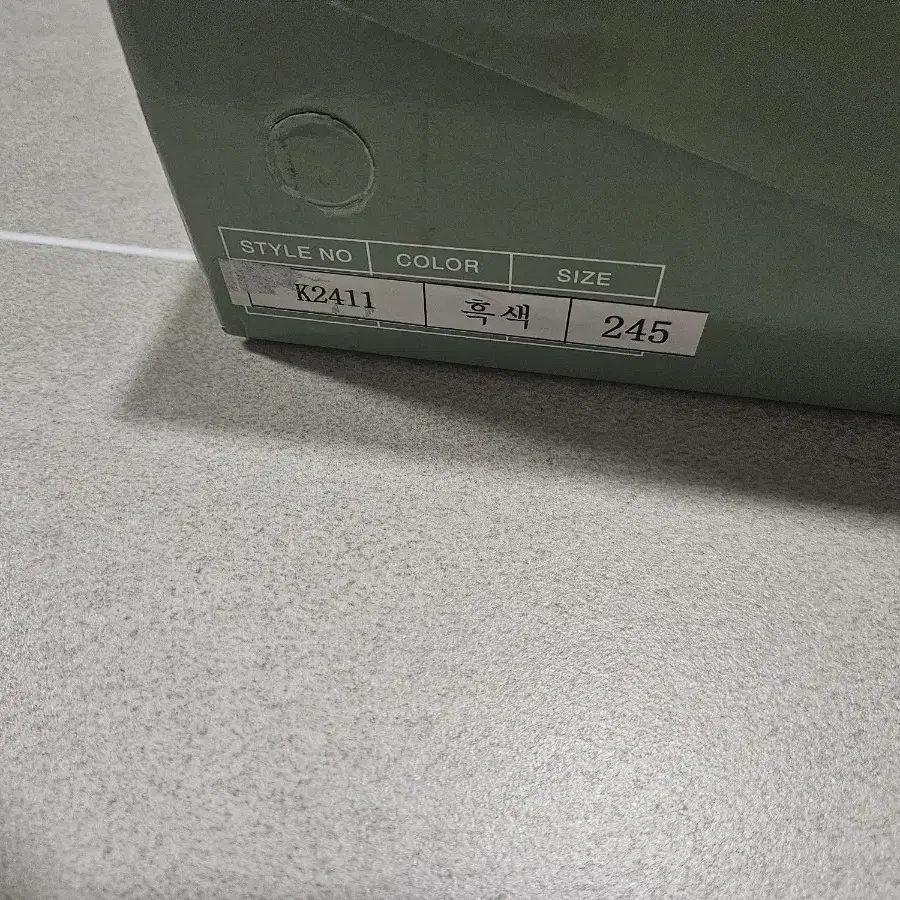 STYLE NO COLOR SIZE
K2411 흑색 245